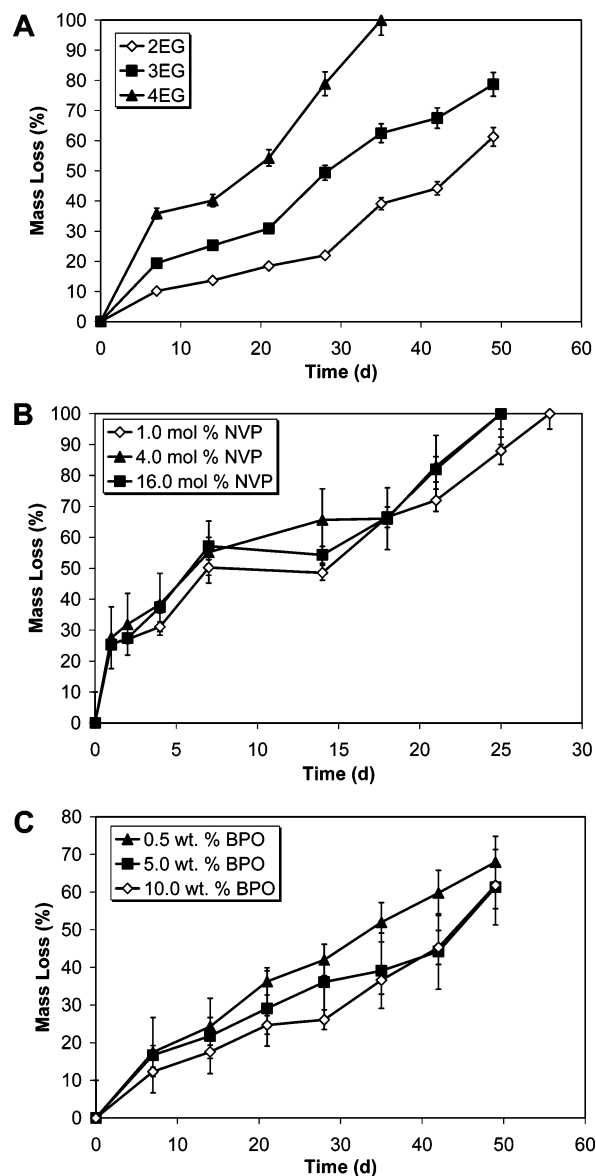 A
2EG
3EG
4EG
100
90
80
70
60
50
40
30
20
10
0
Mass Loss (%)
0 10 20 30 40 50 60
Time (d)
B
1.0 mol % NVP
4.0 mol % NVP
16.0 mol % NVP
100
90
80
70
60
50
40
30
20
10
0
Mass Loss (%)
0 5 10 15 20 25 30
Time (d)
C
0.5 wt. % BPO
5.0 wt. % BPO
10.0 wt. % BPO
80
70
60
50
40
30
20
10
0
Mass Loss (%)
0 10 20 30 40 50 60
Time (d)